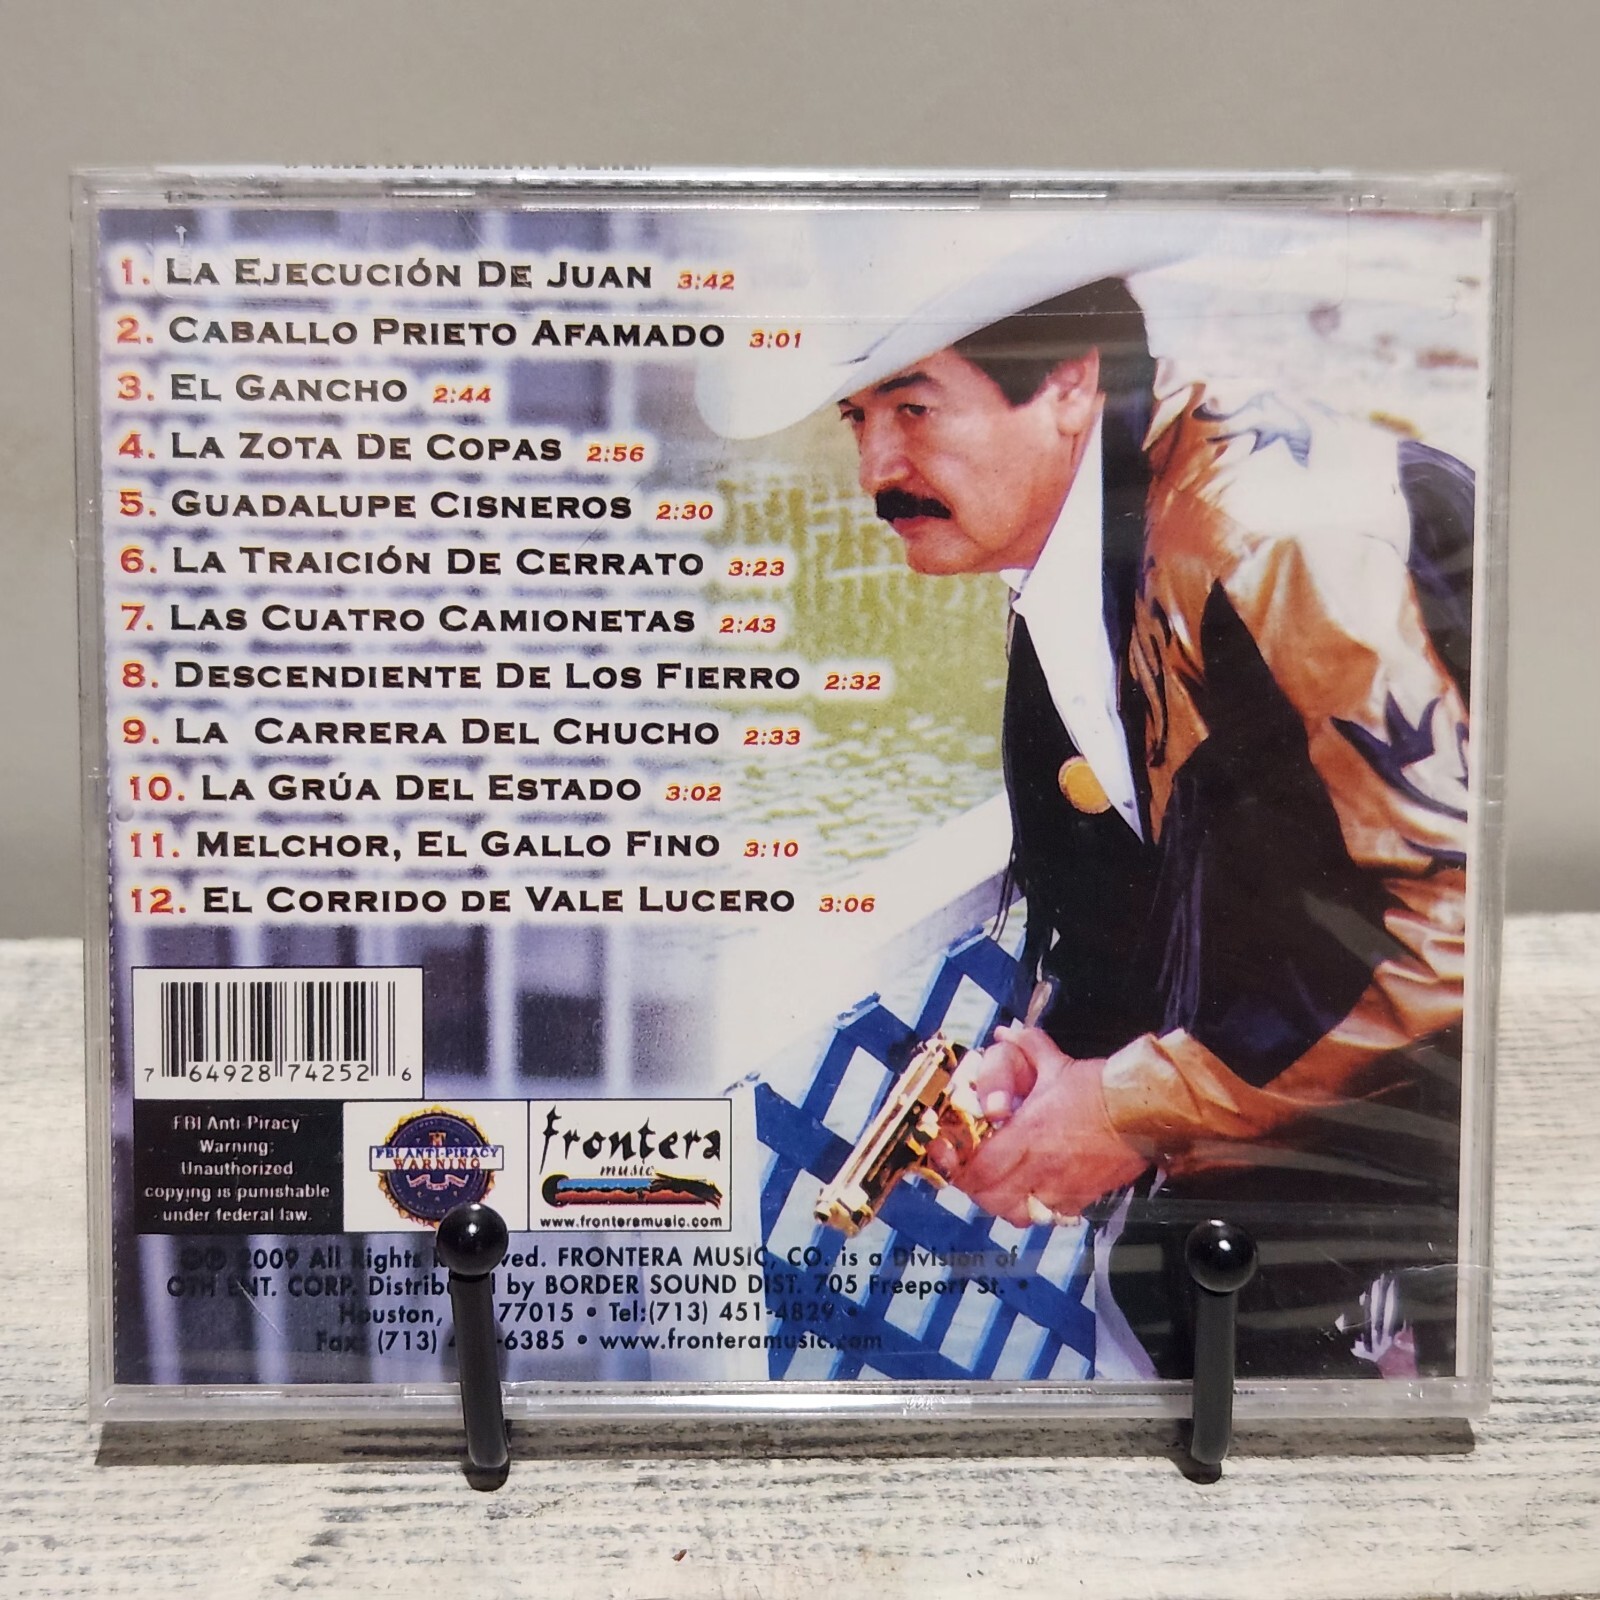 1. LA EJECUCIÓN DE JUAN 3:42
2. CABALLO PRIETO AFAMADO 3:01
3. EL GANCHO 2:44
4. LA ZOTA DE COPAS 2:56
5. GUADALUPE CISNEROS 2:30
6. LA TRAICIÓN DE CERRATO 3:23
7. LAS CUATRO CAMIONETAS 2:43
8. DESCENDIENTE DE LOS FIERRO 2:32
9. LA CARRERA DEL CHUCHO 2:33
10. LA GRÚA DEL ESTADO 3:02
11. MELCHOR, EL GALLO FINO 3:10
12. EL CORRIDO DE VALE LUCERO 3:06
7 64928 74252 6
FBI Anti-Piracy
Warning:
Unauthorized
copying is punishable
under federal law.
FBI ANTI-PIRACY
WARNING
frontera
music
www.fronteramusic.com
©℗ 2009 All Rights FRONTERA MUSIC, CO. is a Division of
OTH ENT. CORP. by BORDER SOUND DIST. 705 Freeport St. •
Houston, 77015 • Tel:(713) 451-4829 •
Fax (713) -6385 • www.fronteramusic.com